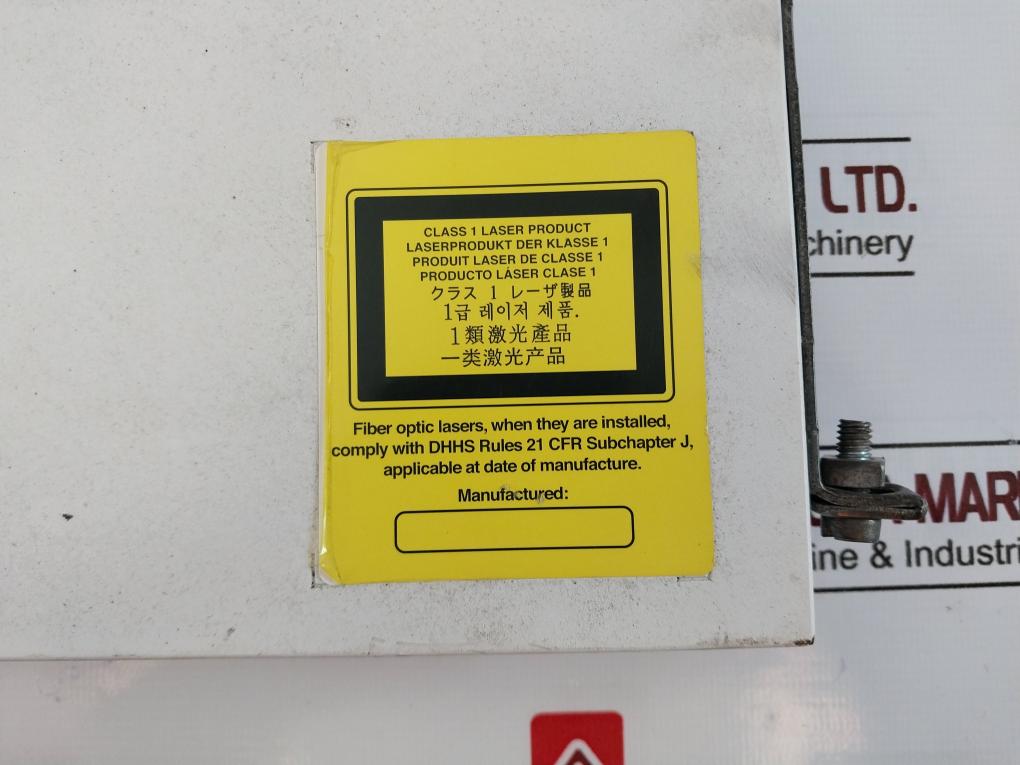 CLASS 1 LASER PRODUCT
LASERPRODUKT DER KLASSE 1
PRODUIT LASER DE CLASSE 1
PRODUCTO LÁSER CLASE 1
クラス 1 レーザ製品
1급 레이저 제품.
1類激光產品
一类激光产品
Fiber optic lasers, when they are installed,
comply with DHHS Rules 21 CFR Subchapter J,
applicable at date of manufacture.
Manufactured:
LTD.
& Industri